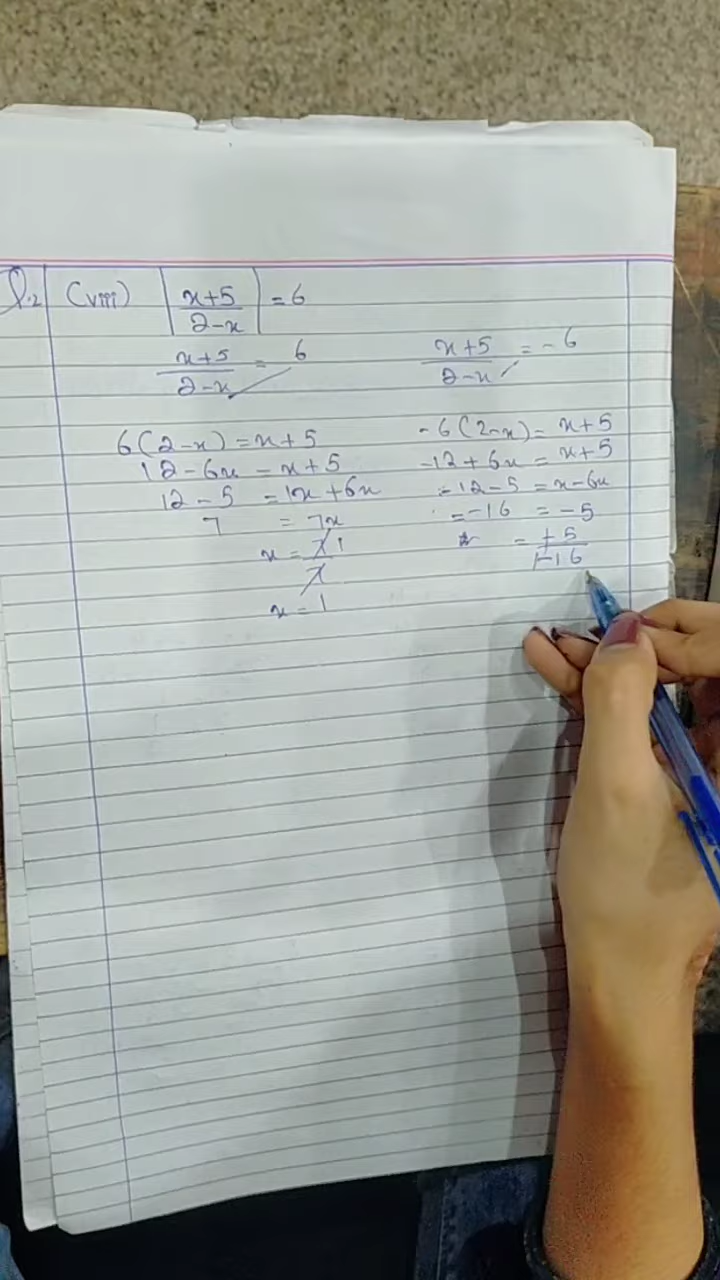 Q.2 (viii) |x+5/2-x| = 6
x+5/2-x = 6
6(2-x) = x+5
12-6x = x+5
12-5 = 1x+6x
7 = 7x
x = 7 1/7
x = 1
x+5/2-x = -6
-6(2-x) = x+5
-12+6x = x+5
-12-5 = x-6x
= -16 = -5
x = +5/+-16